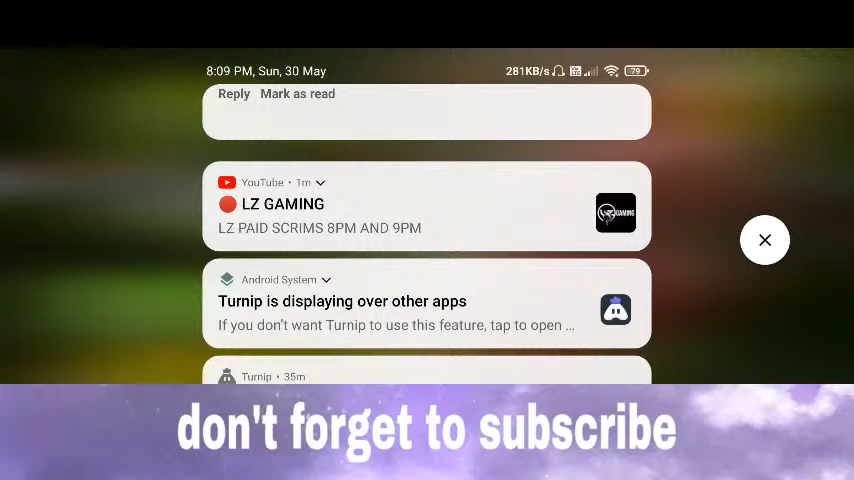 8:09 PM, Sun, 30 May
281KB/s
79
Reply Mark as read
YouTube • 1m
LZ GAMING
LZ PAID SCRIMS 8PM AND 9PM
GAMING
Android System
Turnip is displaying over other apps
If you don't want Turnip to use this feature, tap to open ...
Turnip • 35m
don't forget to subscribe